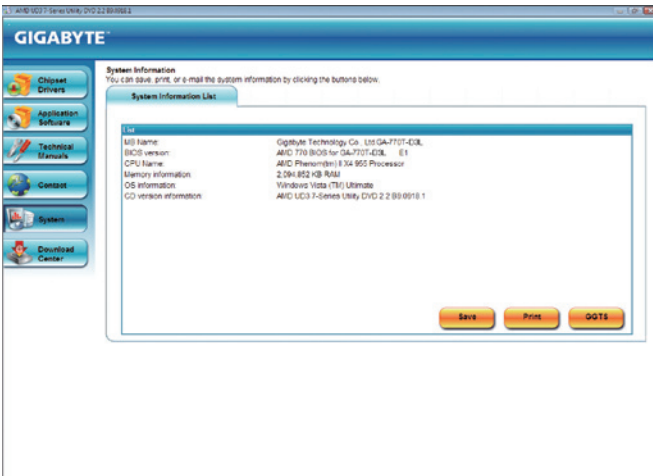 AMD UD3 7-Series Utility DVD 2.2 B9.0918.1
GIGABYTE™
System Information
You can save, print, or e-mail the system information by clicking the buttons below.
System Information List
Chipset
Drivers
Application
Software
Technical
Manuals
Contact
System
Download
Center
List
MB Name: Gigabyte Technology Co., Ltd GA-770T-D3L
BIOS version: AMD 770 BIOS for GA-770T-D3L E1
CPU Name: AMD Phenom(tm) II X4 955 Processor
Memory information: 2,094,852 KB RAM
OS information: Windows Vista (TM) Ultimate
CD version information: AMD UD3 7-Series Utility DVD 2.2 B9.0918.1
Save
Print
GGTS